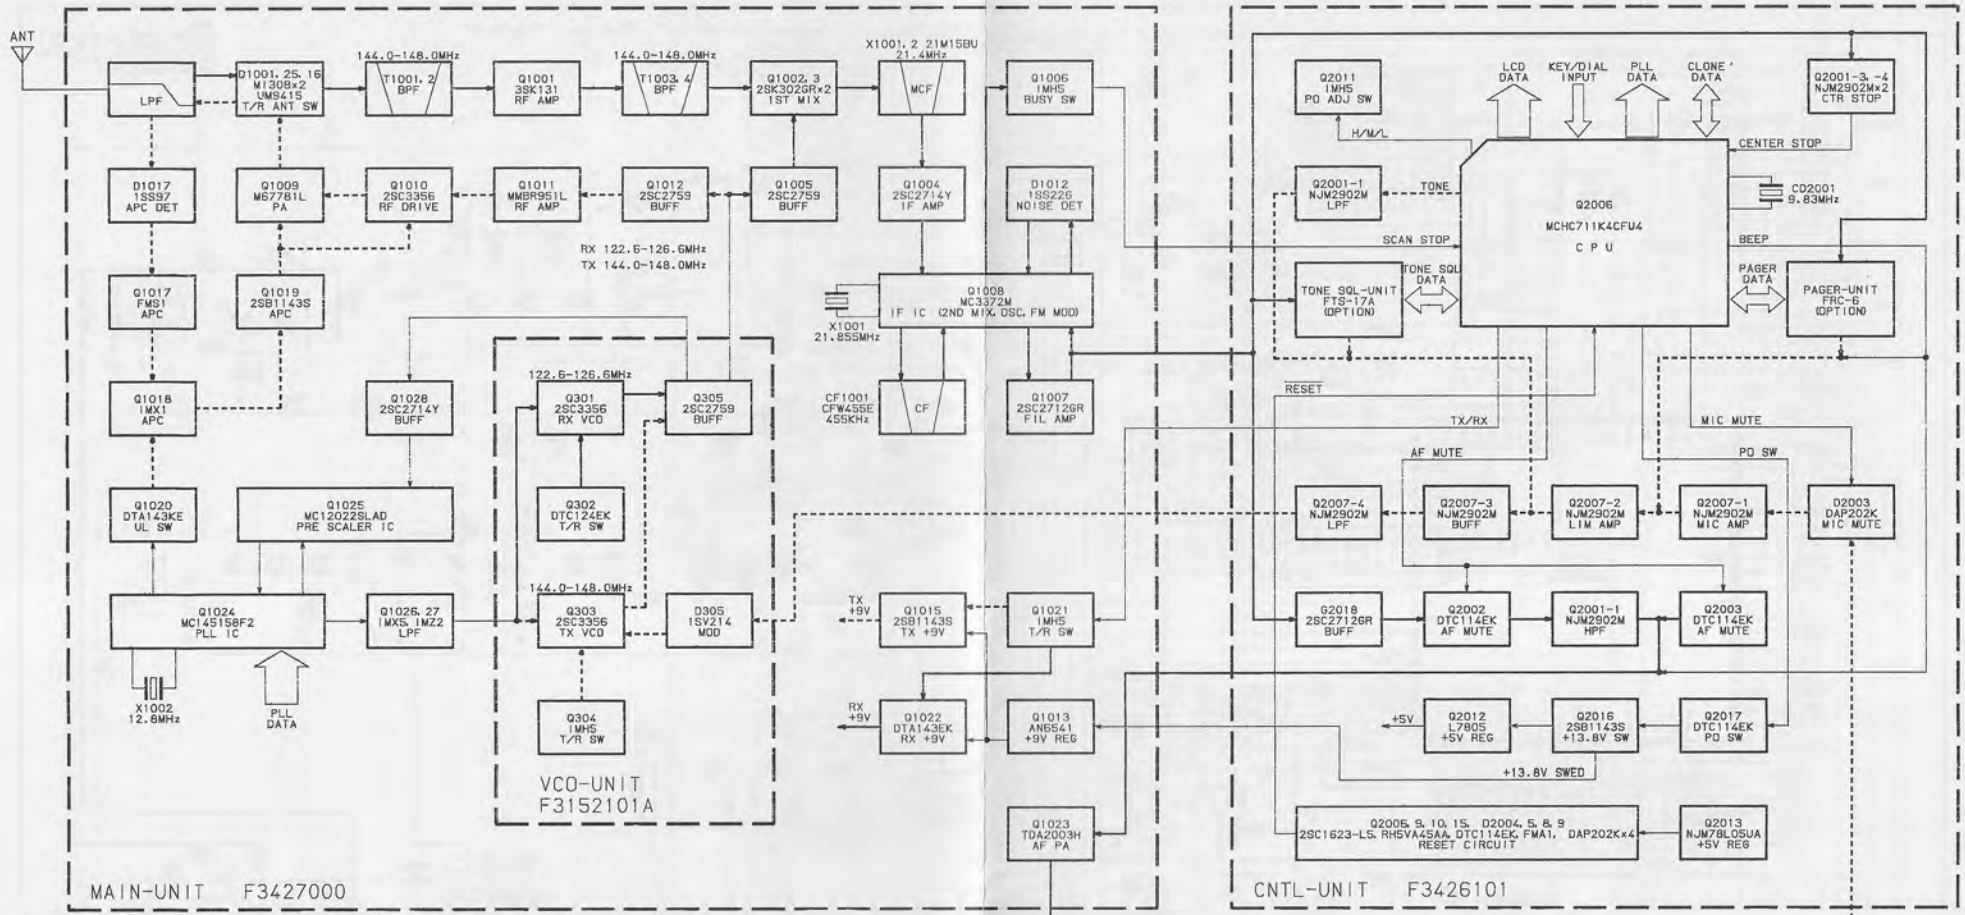 ANT
LPF
D1001, 25, 16
MI308x2
UM9415
T/R ANT SW
144.0-148.0MHz
T1001, 2
BPF
Q1001
3SK131
RF AMP
144.0-148.0MHz
T1003, 4
BPF
Q1002, 3
2SK302GRx2
1ST MIX
X1001, 2 21M15BU
21.4MHz
MCF
Q1006
IMH5
BUSY SW
D1017
1SS97
APC DET
Q1009
M67781L
PA
Q1010
2SC3356
RF DRIVE
Q1011
MMBR951L
RF AMP
Q1012
2SC2759
BUFF
Q1005
2SC2759
BUFF
Q1004
2SC2714Y
IF AMP
D1012
1SS226
NOISE DET
RX 122.6-126.6MHz
TX 144.0-148.0MHz
Q1017
FMS1
APC
Q1019
2SB1143S
APC
X1001
21.855MHz
Q1008
MC3372M
IF IC (2ND MIX, OSC, FM MOD)
Q1018
IMX1
APC
Q1028
2SC2714Y
BUFF
122.6-126.6MHz
Q301
2SC3356
RX VCO
Q305
2SC2759
BUFF
CF1001
CFW455E
455KHz
CF
Q1007
2SC2712GR
FIL AMP
Q1020
DTA143KE
UL SW
Q1025
MC12022SLAD
PRE SCALER IC
Q302
DTC124EK
T/R SW
Q1024
MC145158F2
PLL IC
Q1026, 27
IMX5, IMZ2
LPF
144.0-148.0MHz
Q303
2SC3356
TX VCO
D305
1SV214
MOD
TX
+9V
Q1015
2SB1143S
TX +9V
Q1021
IMH5
T/R SW
X1002
12.8MHz
PLL
DATA
Q304
IMH5
T/R SW
RX
+9V
Q1022
DTA143EK
RX +9V
Q1013
AN6541
+9V REG
VCO-UNIT
F3152101A
Q1023
TDA2003H
AF PA
MAIN-UNIT F3427000
Q2011
IMH5
PO ADJ SW
H/M/L
LCD
DATA
KEY/DIAL
INPUT
PLL
DATA
CLONE
DATA
Q2001-3, -4
NJM2902Mx2
CTR STOP
CENTER STOP
Q2001-1
NJM2902M
LPF
TONE
Q2006
MCHC711K4CFU4
C P U
CD2001
9.83MHz
SCAN STOP
BEEP
TONE SQL-UNIT
FTS-17A
(OPTION)
TONE SQL
DATA
PAGER
DATA
PAGER-UNIT
FRC-6
(OPTION)
RESET
TX/RX
MIC MUTE
AF MUTE
PO SW
Q2007-4
NJM2902M
LPF
Q2007-3
NJM2902M
BUFF
Q2007-2
NJM2902M
LIM AMP
Q2007-1
NJM2902M
MIC AMP
D2003
DAP202K
MIC MUTE
G2018
2SC2712GR
BUFF
Q2002
DTC114EK
AF MUTE
Q2001-1
NJM2902M
HPF
Q2003
DTC114EK
AF MUTE
+5V
Q2012
L7805
+5V REG
Q2016
2SB1143S
+13.8V SW
Q2017
DTC114EK
PO SW
+13.8V SWED
Q2006, 9, 10, 15, D2004, 5, 8, 9
2SC1623-L5, RH5VA45AA, DTC114EK, FMA1, DAP202Kx4
RESET CIRCUIT
Q2013
NJM78L05UA
+5V REG
CNTL-UNIT F3426101